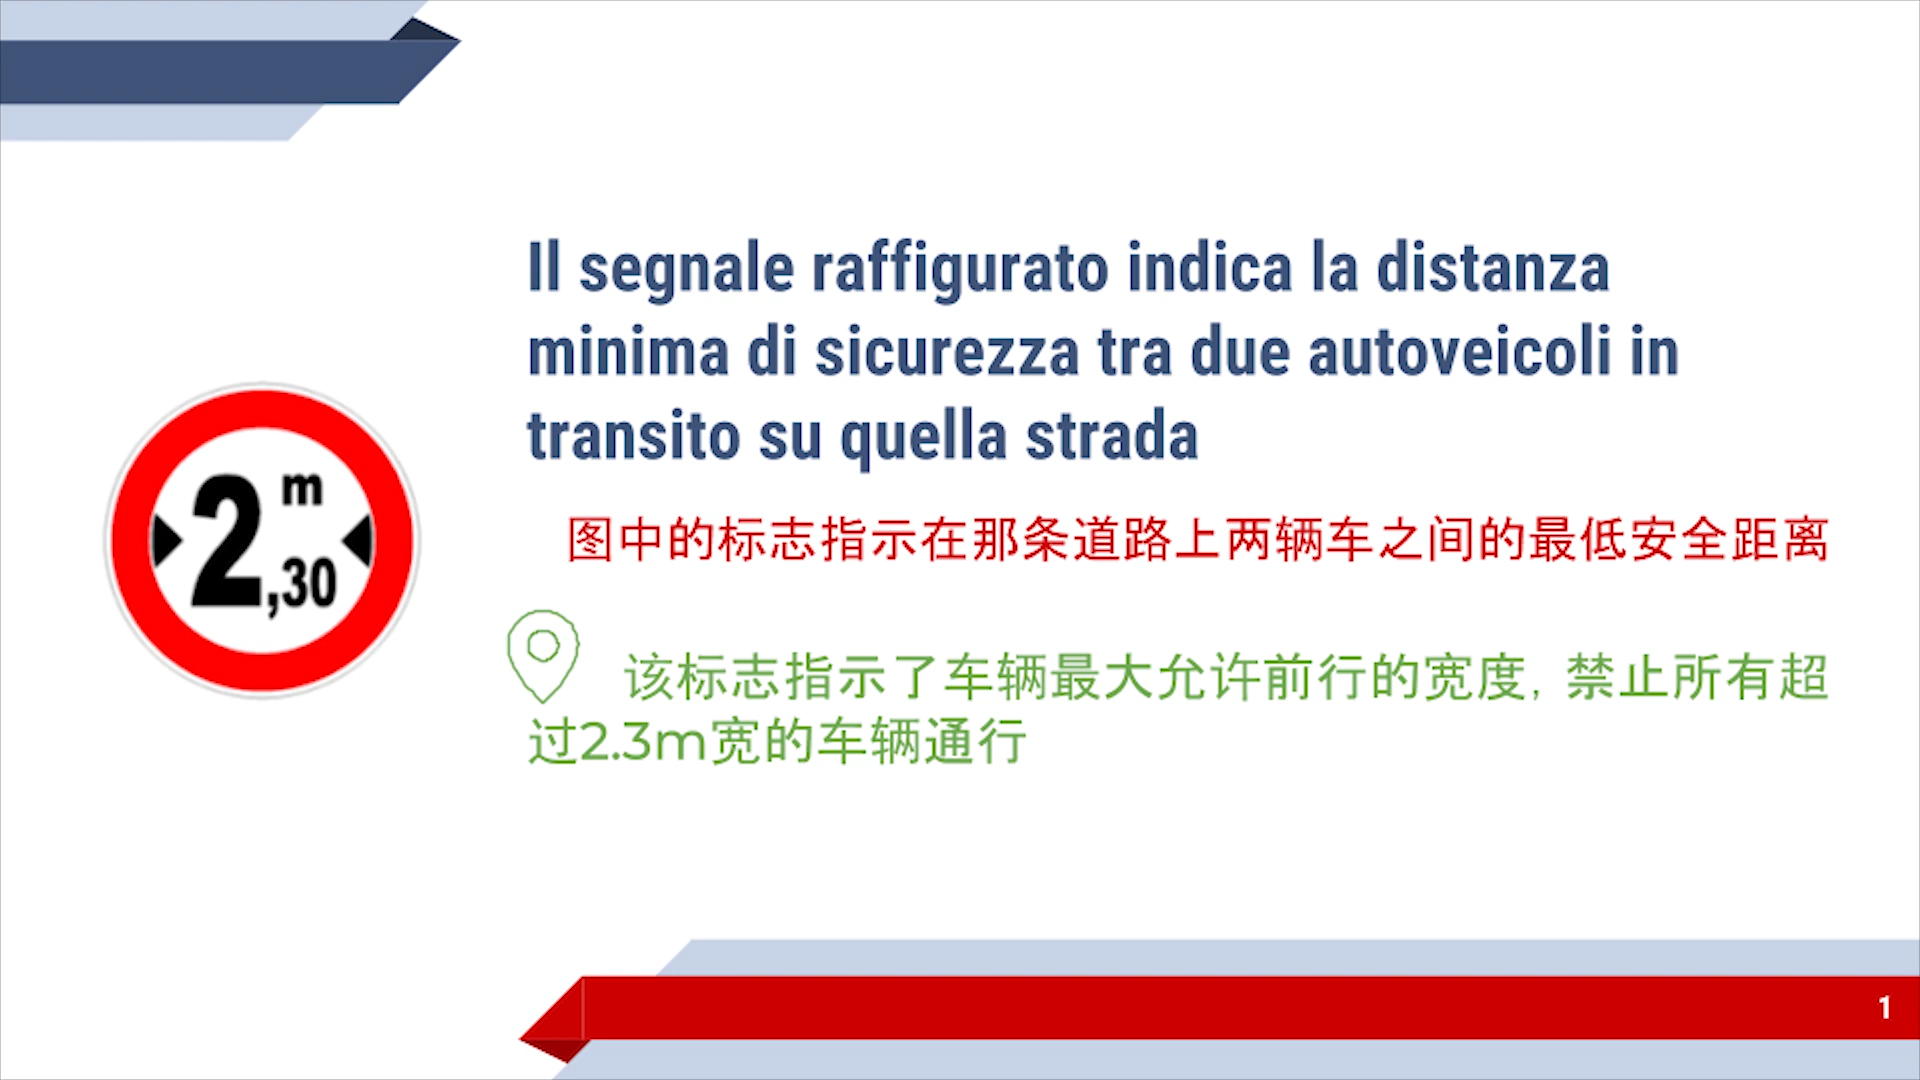 Il segnale raffigurato indica la distanza
minima di sicurezza tra due autoveicoli in
transito su quella strada
图中的标志指示在那条道路上两辆车之间的最低安全距离
2,30 m
该标志指示了车辆最大允许前行的宽度，禁止所有超
过2.3m宽的车辆通行
1